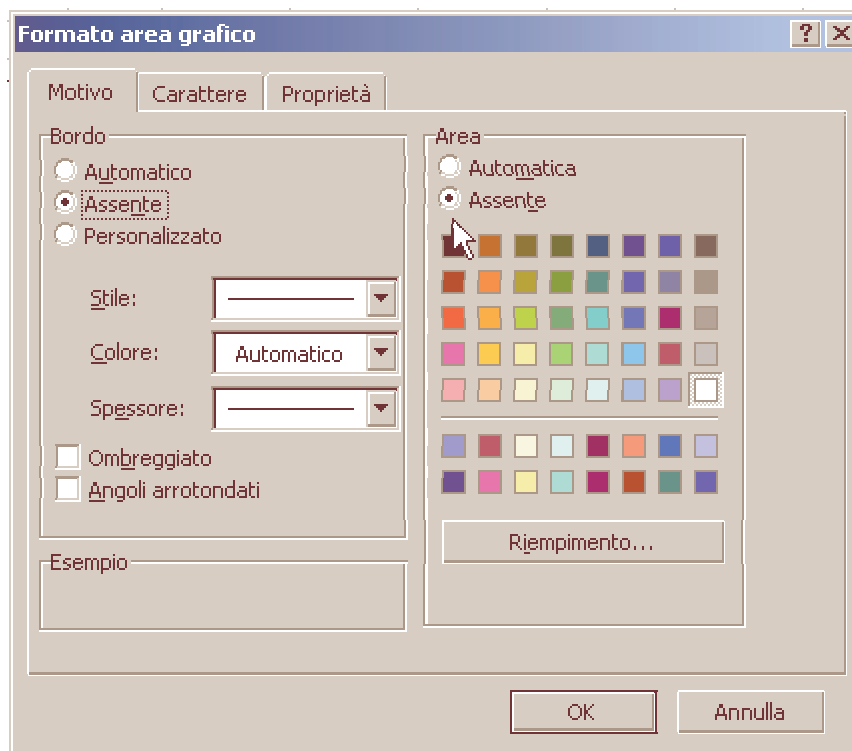 Formato area grafico
Motivo Carattere Proprietà
Bordo
Automatico
Assente
Personalizzato
Stile:
Colore: Automatico
Spessore:
Ombreggiato
Angoli arrotondati
Esempio
Area
Automatica
Assente
Riempimento...
OK Annulla